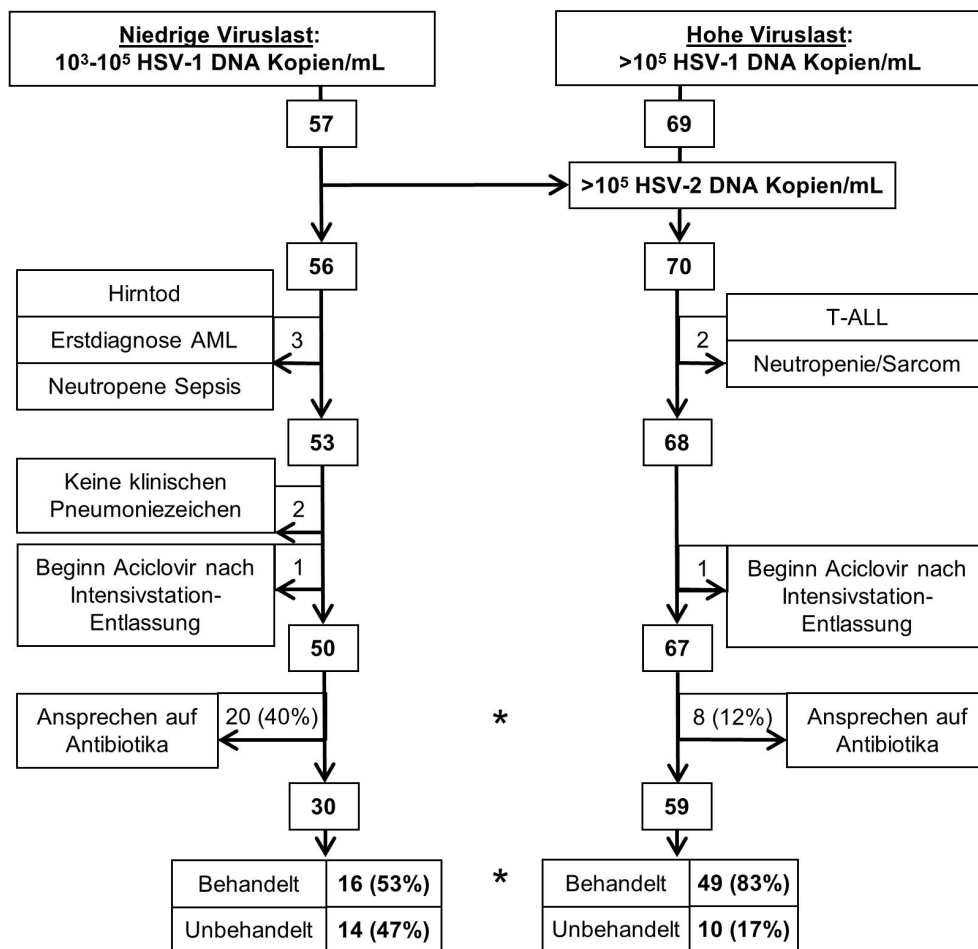 Niedrige Viruslast:
10³-10⁵ HSV-1 DNA Kopien/mL
Hohe Viruslast:
>10⁵ HSV-1 DNA Kopien/mL
57
69
>10⁵ HSV-2 DNA Kopien/mL
56
70
Hirntod
Erstdiagnose AML
Neutropene Sepsis
3
2
T-ALL
Neutropenie/Sarcom
53
68
Keine klinischen
Pneumoniezeichen
2
Beginn Aciclovir nach
Intensivstation-
Entlassung
1
1
Beginn Aciclovir nach
Intensivstation-
Entlassung
50
67
Ansprechen auf
Antibiotika
20 (40%)
*
8 (12%)
Ansprechen auf
Antibiotika
30
59
Behandelt 16 (53%)
Unbehandelt 14 (47%)
*
Behandelt 49 (83%)
Unbehandelt 10 (17%)